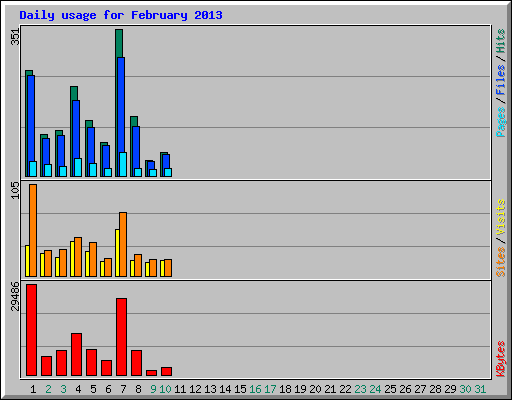 Daily usage for February 2013
351
Pages/Files/Hits
105
Sites/Visits
29486
KBytes
1 2 3 4 5 6 7 8 9 10 11 12 13 14 15 16 17 18 19 20 21 22 23 24 25 26 27 28 29 30 31